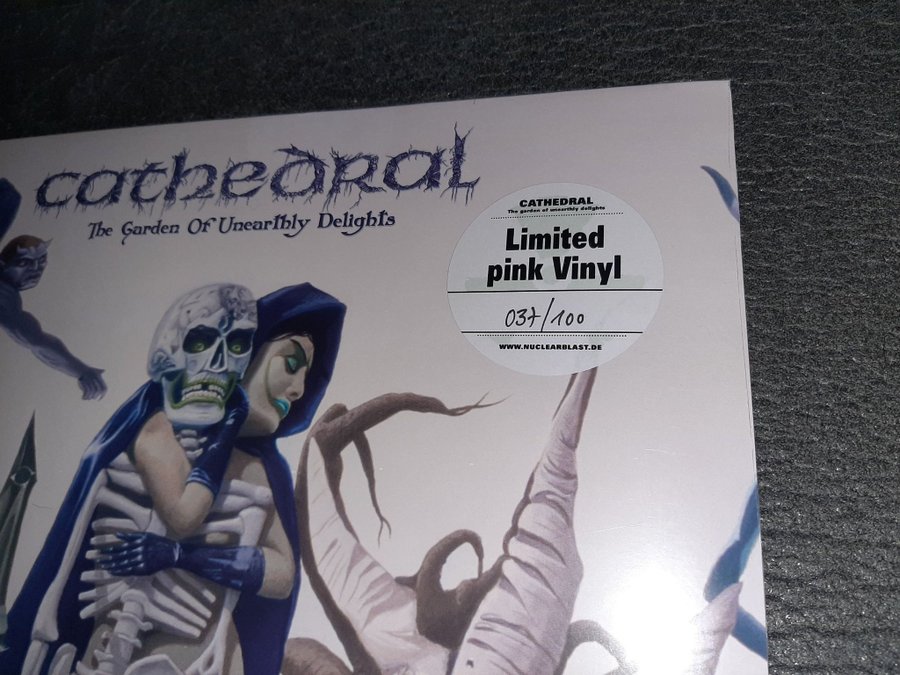 cathedral
The Garden Of Unearthly Delights
CATHEDRAL
The garden of unearthly delights
Limited
pink Vinyl
037/100
WWW.NUCLEARBLAST.DE